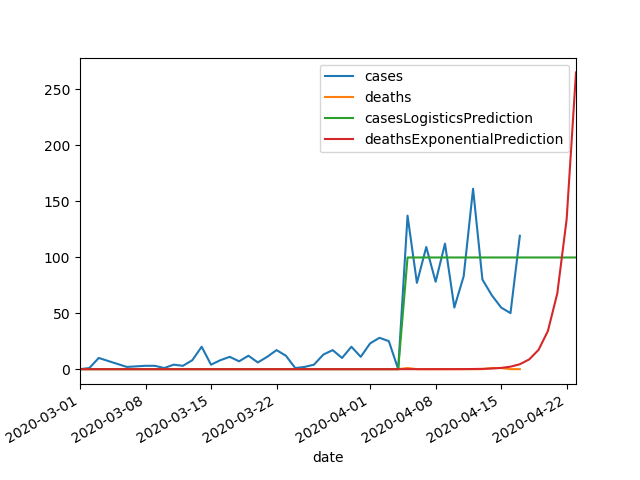 cases
deaths
casesLogisticsPrediction
deathsExponentialPrediction
250
200
150
100
50
0
2020-03-01
2020-03-08
2020-03-15
2020-03-22
2020-04-01
2020-04-08
2020-04-15
2020-04-22
date